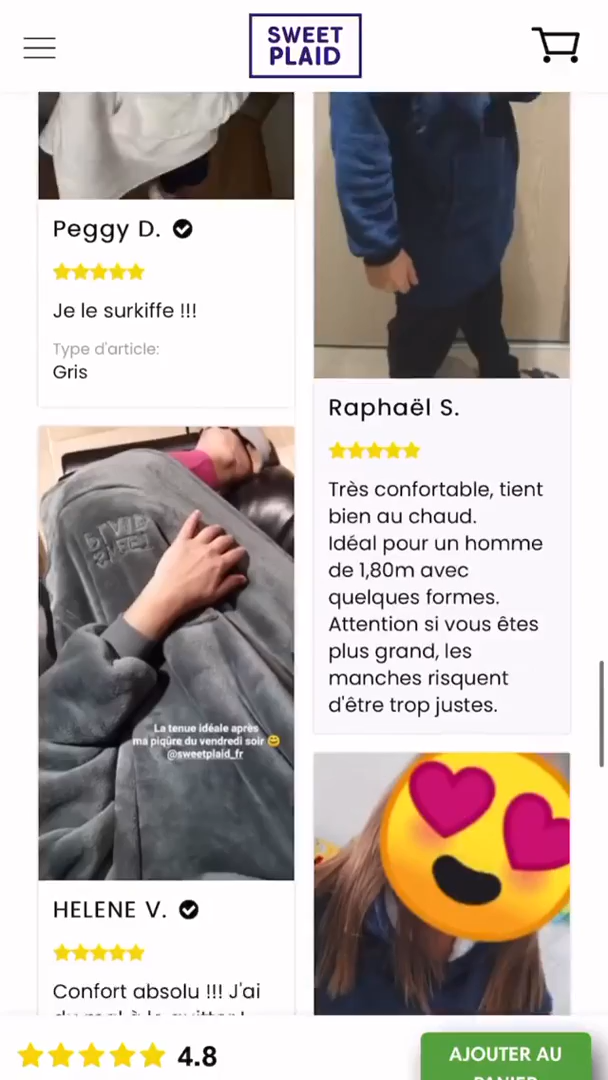 SWEET
PLAID
Peggy D.
Je le surkiffe !!!
Type d'article:
Gris
La tenue idéale après
ma piqûre du vendredi soir
@sweetplaid_fr
HELENE V.
Confort absolu !!! J'ai
Raphaël S.
Très confortable, tient
bien au chaud.
Idéal pour un homme
de 1,80m avec
quelques formes.
Attention si vous êtes
plus grand, les
manches risquent
d'être trop justes.
4.8
AJOUTER AU
PANIER